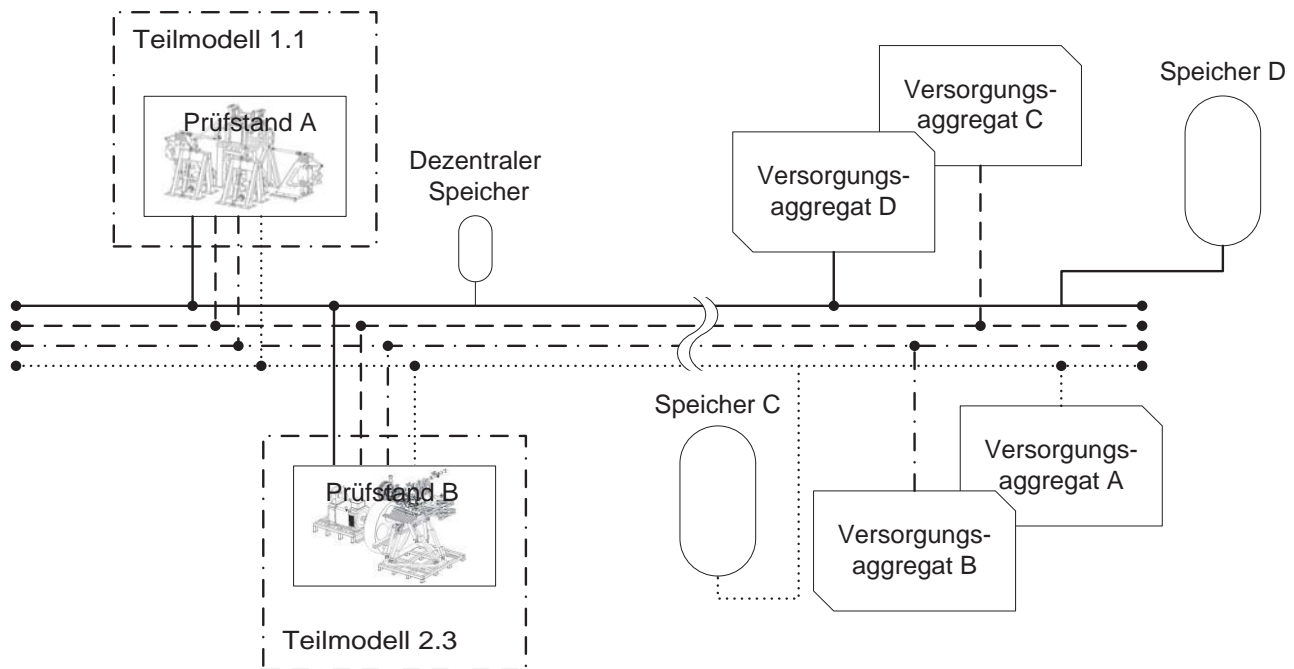 Teilmodell 1.1
Prüfstand A
Dezentraler
Speicher
Versorgungs-
aggregat C
Versorgungs-
aggregat D
Speicher D
Speicher C
Versorgungs-
aggregat A
Versorgungs-
aggregat B
Prüfstand B
Teilmodell 2.3